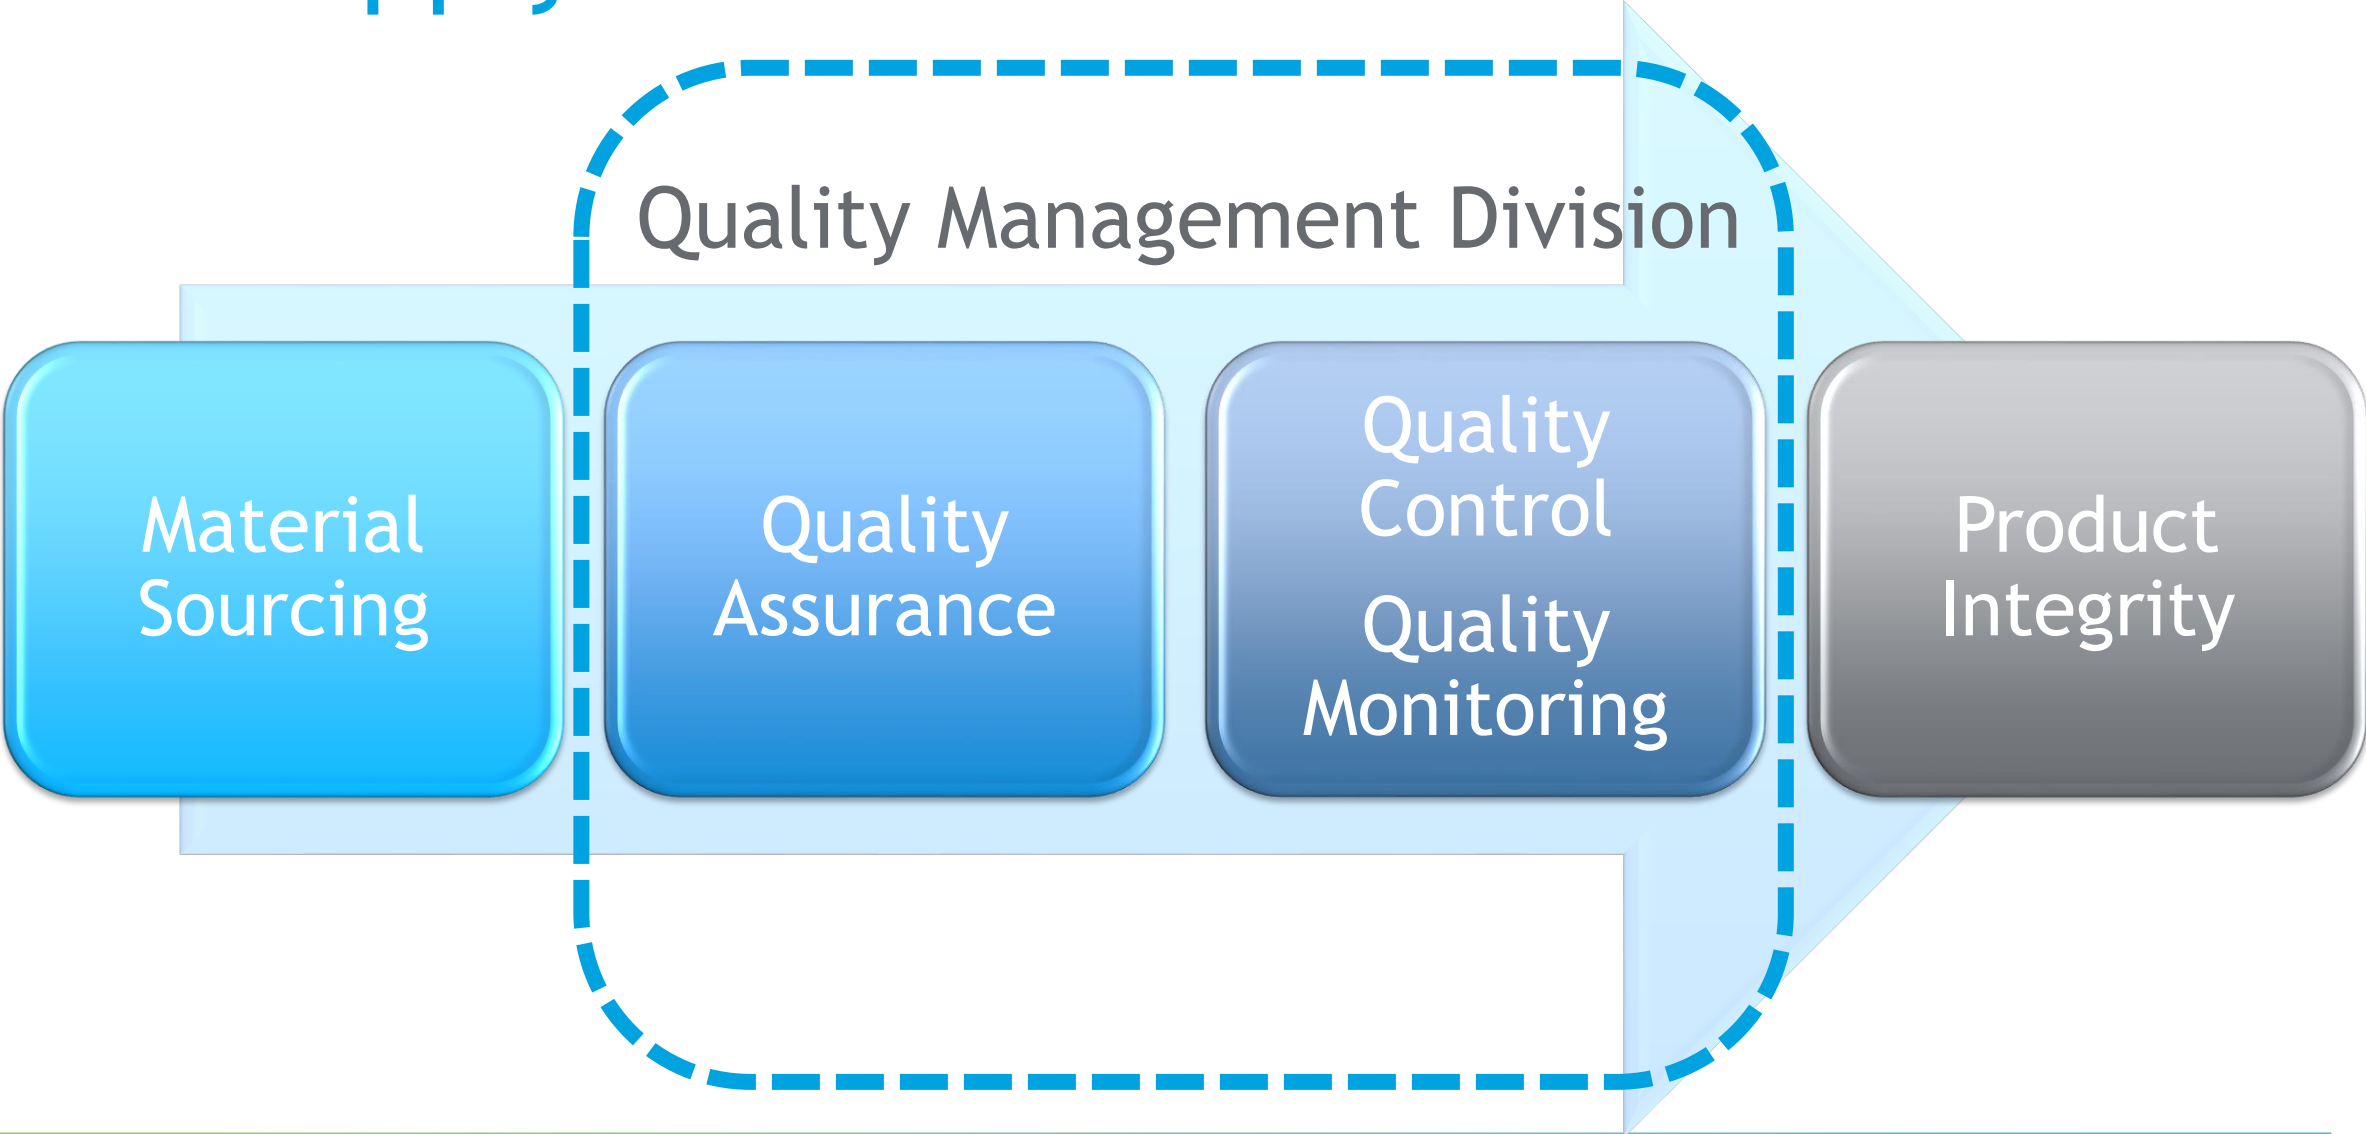 Quality Management Division
Material
Sourcing
Quality
Assurance
Quality
Control
Quality
Monitoring
Product
Integrity